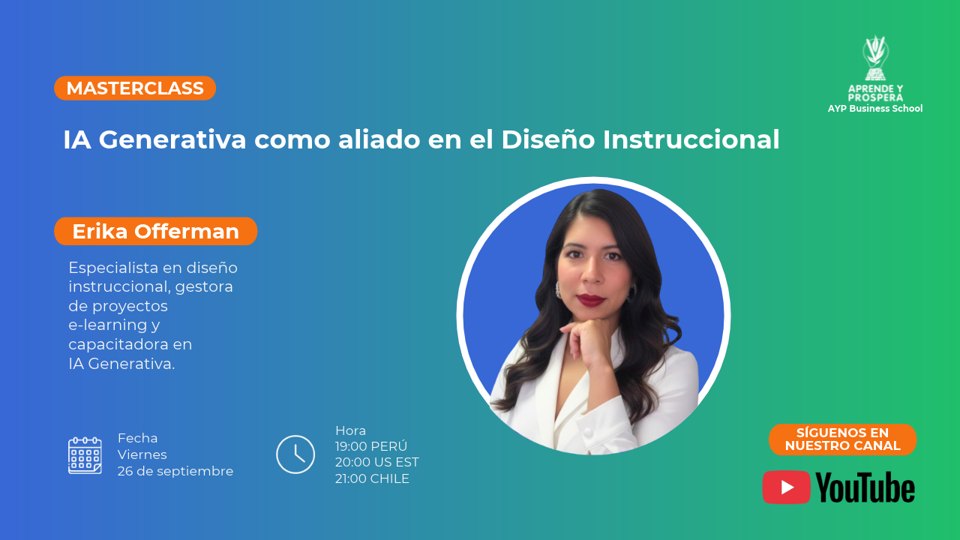 MASTERCLASS
APRENDE Y
PROSPERA
AYP Business School
IA Generativa como aliado en el Diseño Instruccional
Erika Offerman
Especialista en diseño
instruccional, gestora
de proyectos
e-learning y
capacitadora en
IA Generativa.
Fecha
Viernes
26 de septiembre
Hora
19:00 PERÚ
20:00 US EST
21:00 CHILE
SÍGUENOS EN
NUESTRO CANAL
YouTube